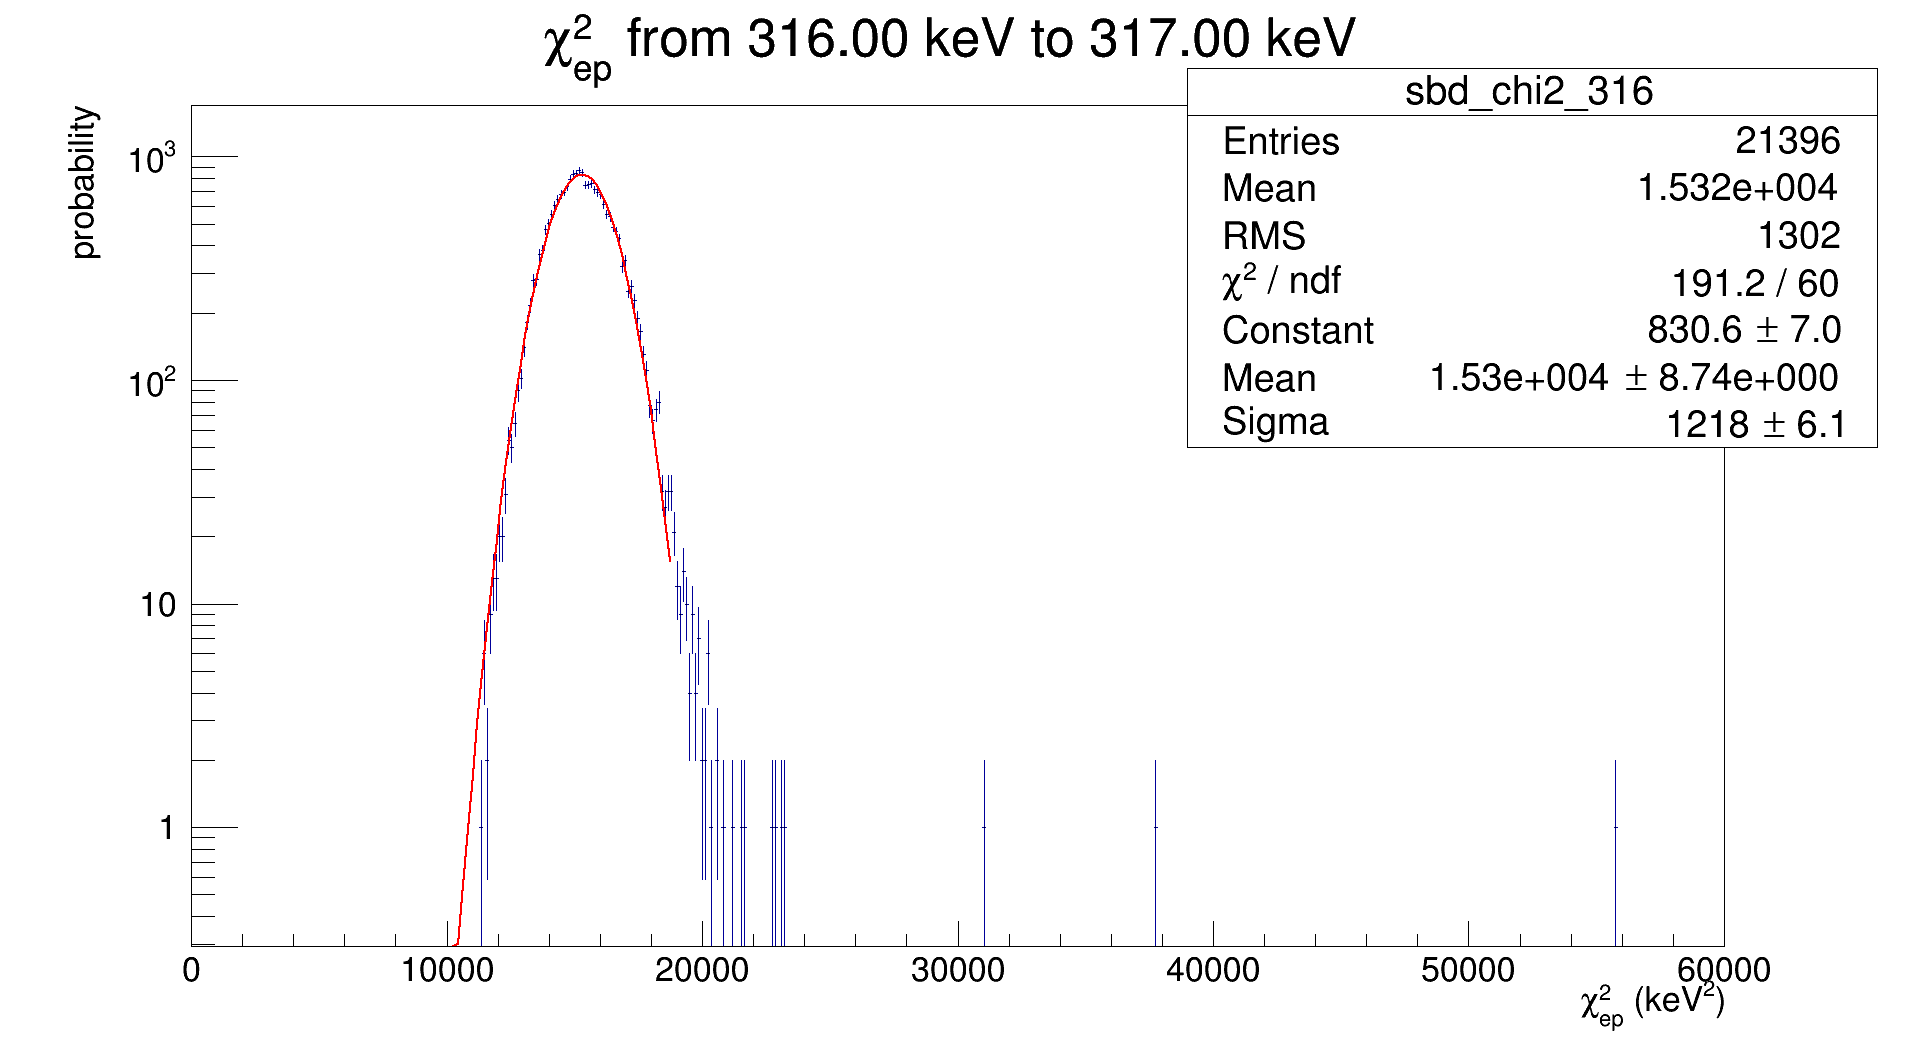 χ²ep from 316.00 keV to 317.00 keV
sbd_chi2_316
Entries 21396
Mean 1.532e+004
RMS 1302
χ² / ndf 191.2 / 60
Constant 830.6 ± 7.0
Mean 1.53e+004 ± 8.74e+000
Sigma 1218 ± 6.1
probability
10³
10²
10
1
0 10000 20000 30000 40000 50000 60000
χ²ep (keV²)